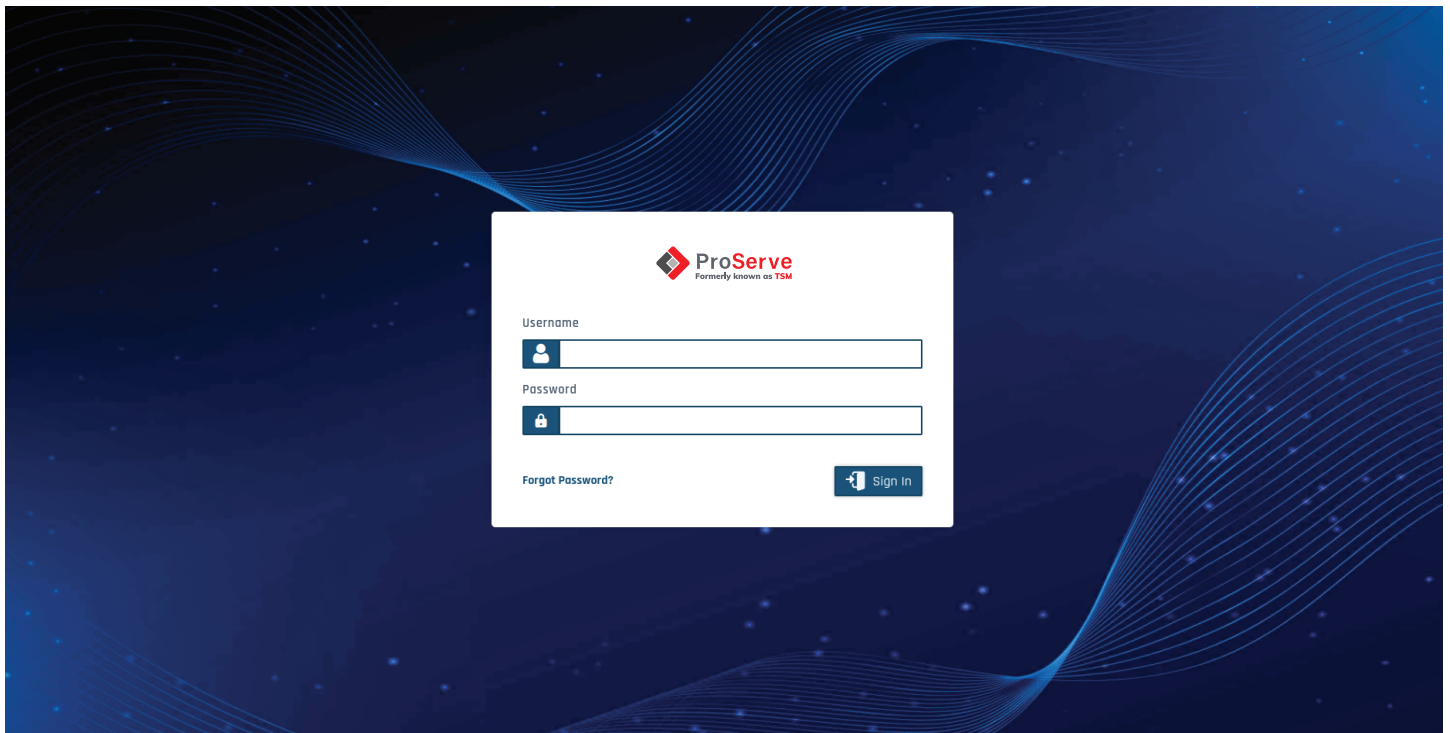 ProServe
Formerly known as TSM
Username
Password
Forgot Password?
Sign In